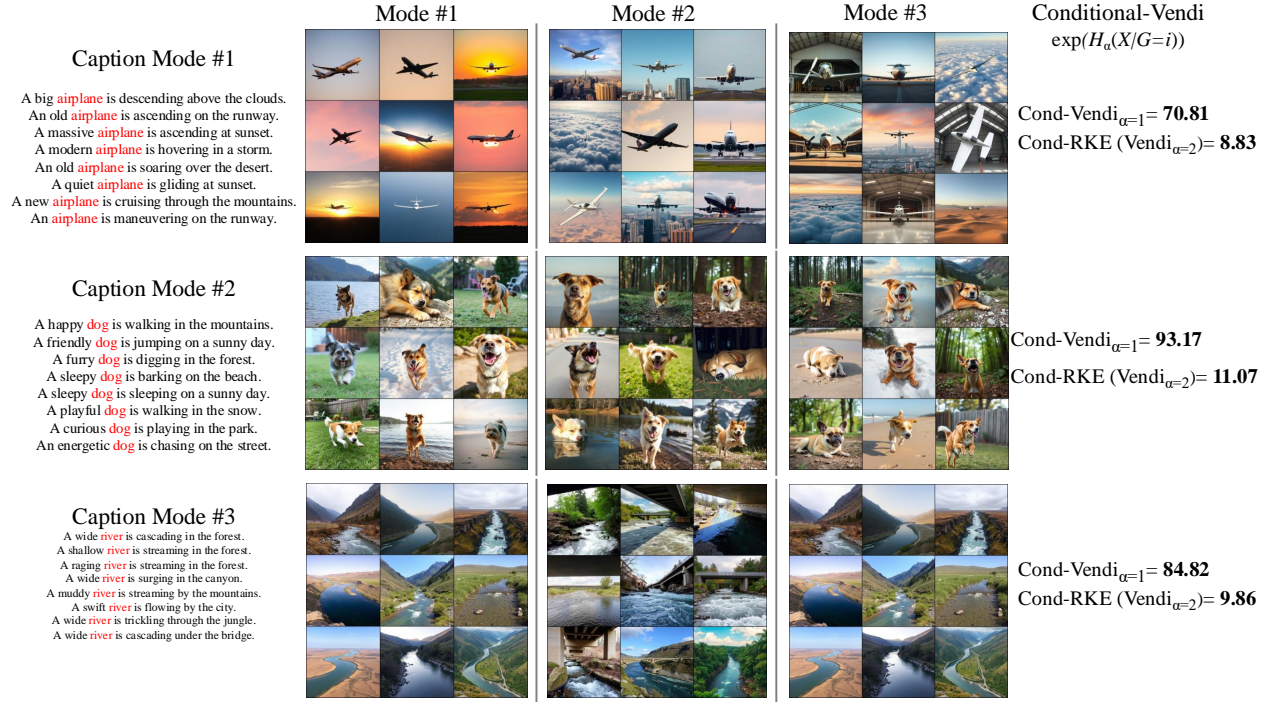 Mode #1
Mode #2
Mode #3
Conditional-Vendi
exp(Hα(X/G=i))
Caption Mode #1
A big airplane is descending above the clouds.
An old airplane is ascending on the runway.
A massive airplane is ascending at sunset.
A modern airplane is hovering in a storm.
An old airplane is soaring over the desert.
A quiet airplane is gliding at sunset.
A new airplane is cruising through the mountains.
An airplane is maneuvering on the runway.
Cond-Vendiα=1= 70.81
Cond-RKE (Vendiα=2)= 8.83
Caption Mode #2
A happy dog is walking in the mountains.
A friendly dog is jumping on a sunny day.
A furry dog is digging in the forest.
A sleepy dog is barking on the beach.
A sleepy dog is sleeping on a sunny day.
A playful dog is walking in the snow.
A curious dog is playing in the park.
An energetic dog is chasing on the street.
Cond-Vendiα=1= 93.17
Cond-RKE (Vendiα=2)= 11.07
Caption Mode #3
A wide river is cascading in the forest.
A shallow river is streaming in the forest.
A raging river is streaming in the forest.
A wide river is surging in the canyon.
A muddy river is streaming by the mountains.
A swift river is flowing by the city.
A wide river is trickling through the jungle.
A wide river is cascading under the bridge.
Cond-Vendiα=1= 84.82
Cond-RKE (Vendiα=2)= 9.86